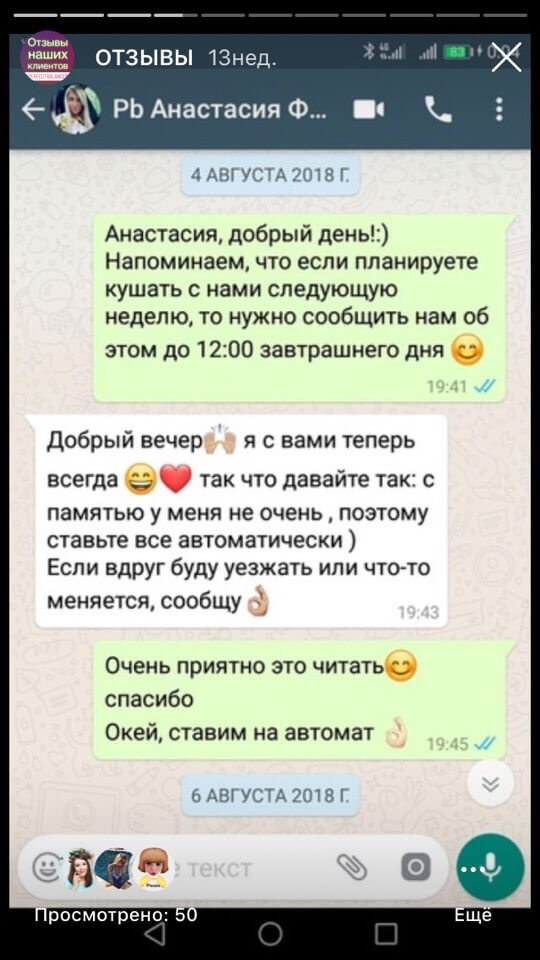 Отзывы
наших
клиентов
ОТЗЫВЫ 13нед.
83
Pb Анастасия Ф...
4 АВГУСТА 2018 Г.
Анастасия, добрый день!:)
Напоминаем, что если планируете
кушать с нами следующую
неделю, то нужно сообщить нам об
этом до 12:00 завтрашнего дня 😊
19:41
Добрый вечер🙌🏼 я с вами теперь
всегда 😄❤️ так что давайте так: с
памятью у меня не очень , поэтому
ставьте все автоматически )
Если вдруг буду уезжать или что-то
меняется, сообщу👌🏼
19:43
Очень приятно это читать😊
спасибо
Окей, ставим на автомат 👌🏻
19:45
6 АВГУСТА 2018 Г.
текст
Просмотрено: 50
Ещё